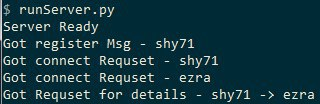 $ runServer.py
Server Ready
Got register Msg - shy71
Got connect Requset - shy71
Got connect Requset - ezra
Got Requset for details - shy71 -> ezra